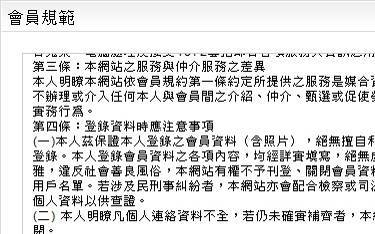 會員規範
第三條：本網站之服務與仲介服務之差異
本人明瞭本網站依會員規約第一條約定所提供之服務是媒合資
不辦理或介入任何本人與會員間之介紹、仲介、甄選或促使
實務行為。
第四條：登錄資料時應注意事項
(一)本人茲保證本人登錄之會員資料（含照片），絕無擅自利
登錄。本人登錄會員資料之各項內容，均經詳實填寫，絕無虛
雅，違反社會善良風俗，本網站有權不予刊登、關閉會員資料
用戶名單。若涉及民刑事糾紛者，本網站亦會配合檢察或司法
個人資料以供查證。
(二) 本人明瞭凡個人連絡資料不全，若仍未確實補齊者，本網
開。